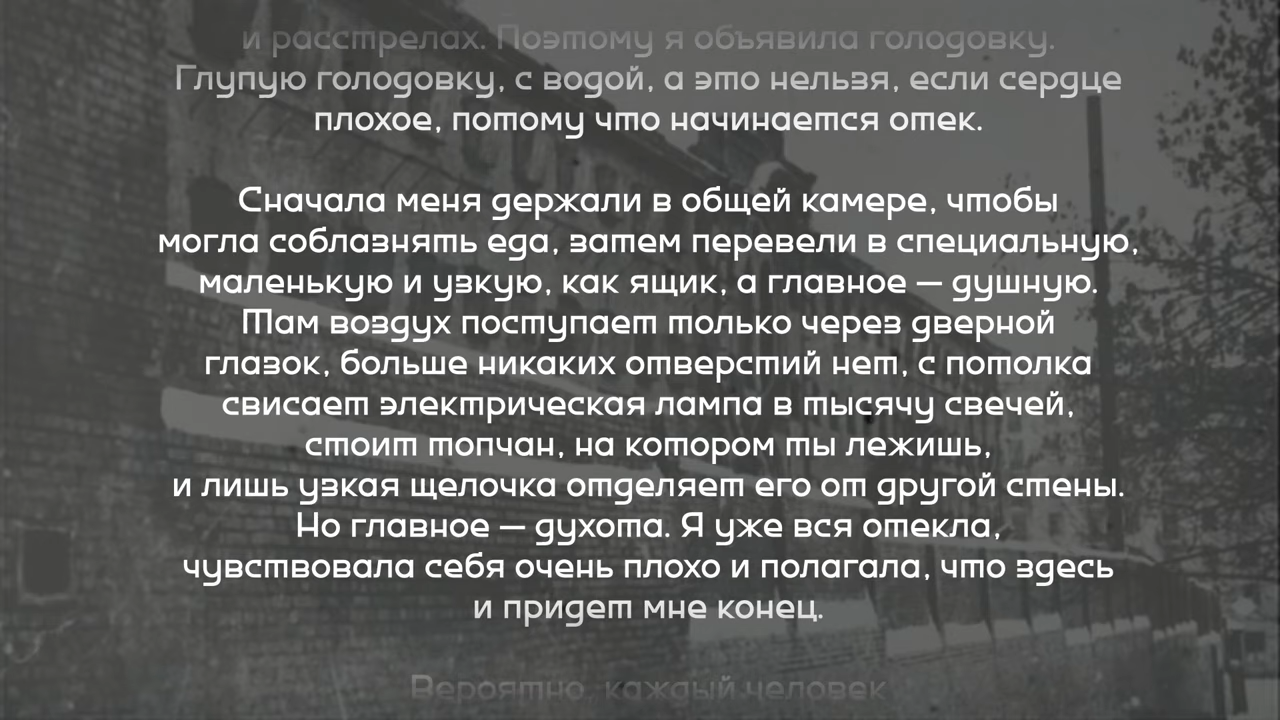 и расстрелах. Поэтому я объявила голодовку.
Глупую голодовку, с водой, а это нельзя, если сердце
плохое, потому что начинается отек.
Сначала меня держали в общей камере, чтобы
могла соблазнять еда, затем перевели в специальную,
маленькую и узкую, как ящик, а главное — душную.
Там воздух поступает только через дверной
глазок, больше никаких отверстий нет, с потолка
свисает электрическая лампа в тысячу свечей,
стоит топчан, на котором ты лежишь,
и лишь узкая щелочка отделяет его от другой стены.
Но главное — духота. Я уже вся отекла,
чувствовала себя очень плохо и полагала, что здесь
и придет мне конец.
Вероятно, каждый человек